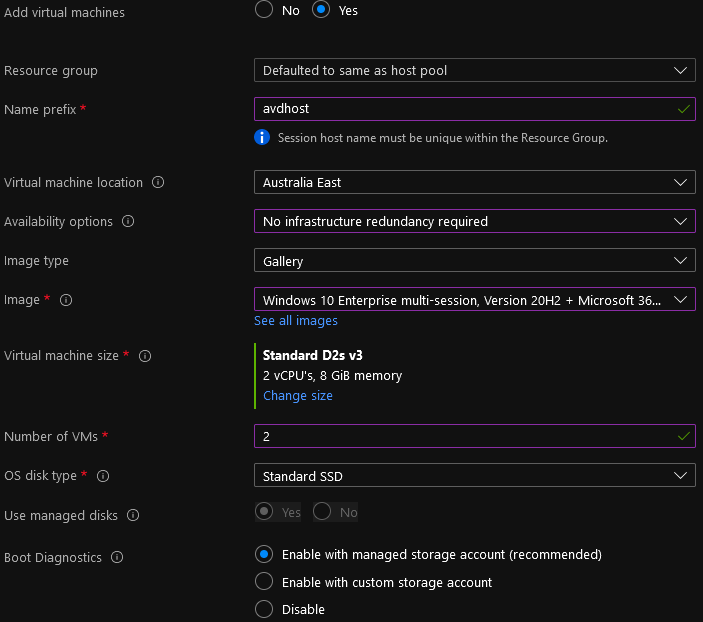 Add virtual machines No Yes
Resource group Defaulted to same as host pool
Name prefix * avdhost
Session host name must be unique within the Resource Group.
Virtual machine location Australia East
Availability options No infrastructure redundancy required
Image type Gallery
Image * Windows 10 Enterprise multi-session, Version 20H2 + Microsoft 36...
See all images
Virtual machine size * Standard D2s v3
2 vCPU's, 8 GiB memory
Change size
Number of VMs * 2
OS disk type * Standard SSD
Use managed disks Yes No
Boot Diagnostics Enable with managed storage account (recommended)
Enable with custom storage account
Disable